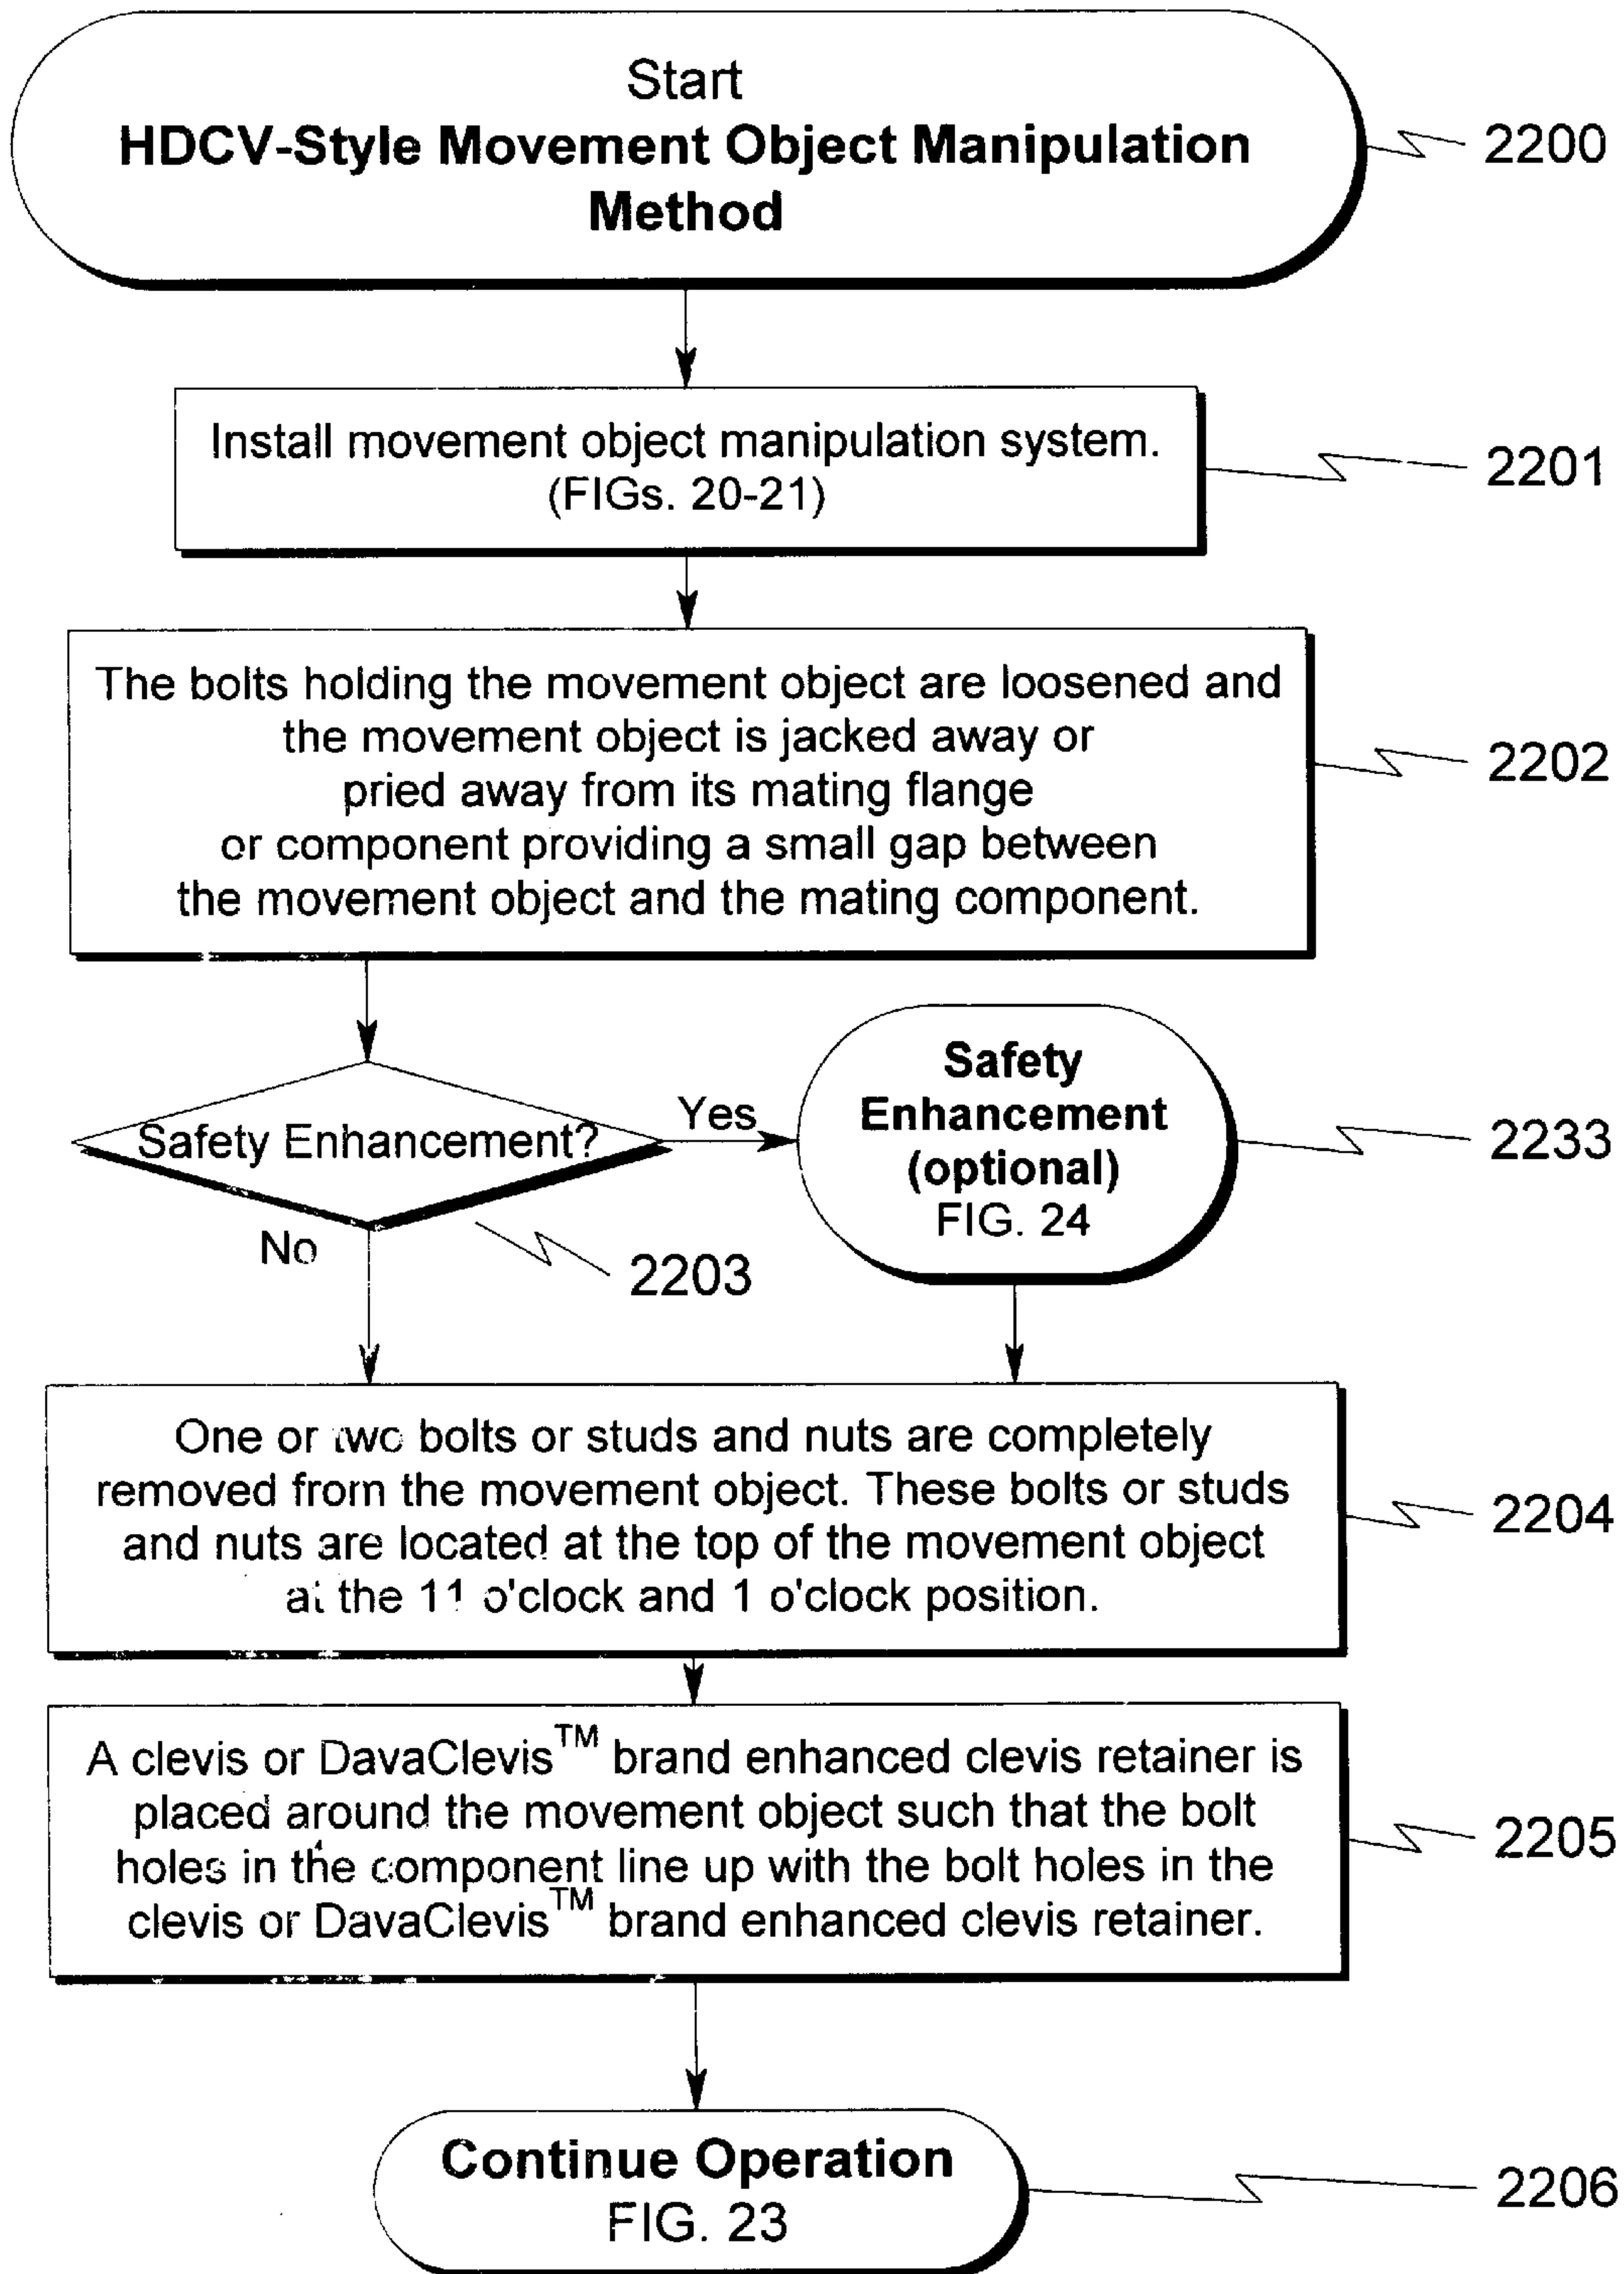 Start
HDCV-Style Movement Object Manipulation
Method
2200
Install movement object manipulation system.
(FIGs. 20-21)
2201
The bolts holding the movement object are loosened and
the movement object is jacked away or
pried away from its mating flange
or component providing a small gap between
the movement object and the mating component.
2202
Safety Enhancement?
Yes
No
2203
Safety
Enhancement
(optional)
FIG. 24
2233
One or two bolts or studs and nuts are completely
removed from the movement object. These bolts or studs
and nuts are located at the top of the movement object
at the 11 o'clock and 1 o'clock position.
2204
A clevis or DavaClevis™ brand enhanced clevis retainer is
placed around the movement object such that the bolt
holes in the component line up with the bolt holes in the
clevis or DavaClevis™ brand enhanced clevis retainer.
2205
Continue Operation
FIG. 23
2206